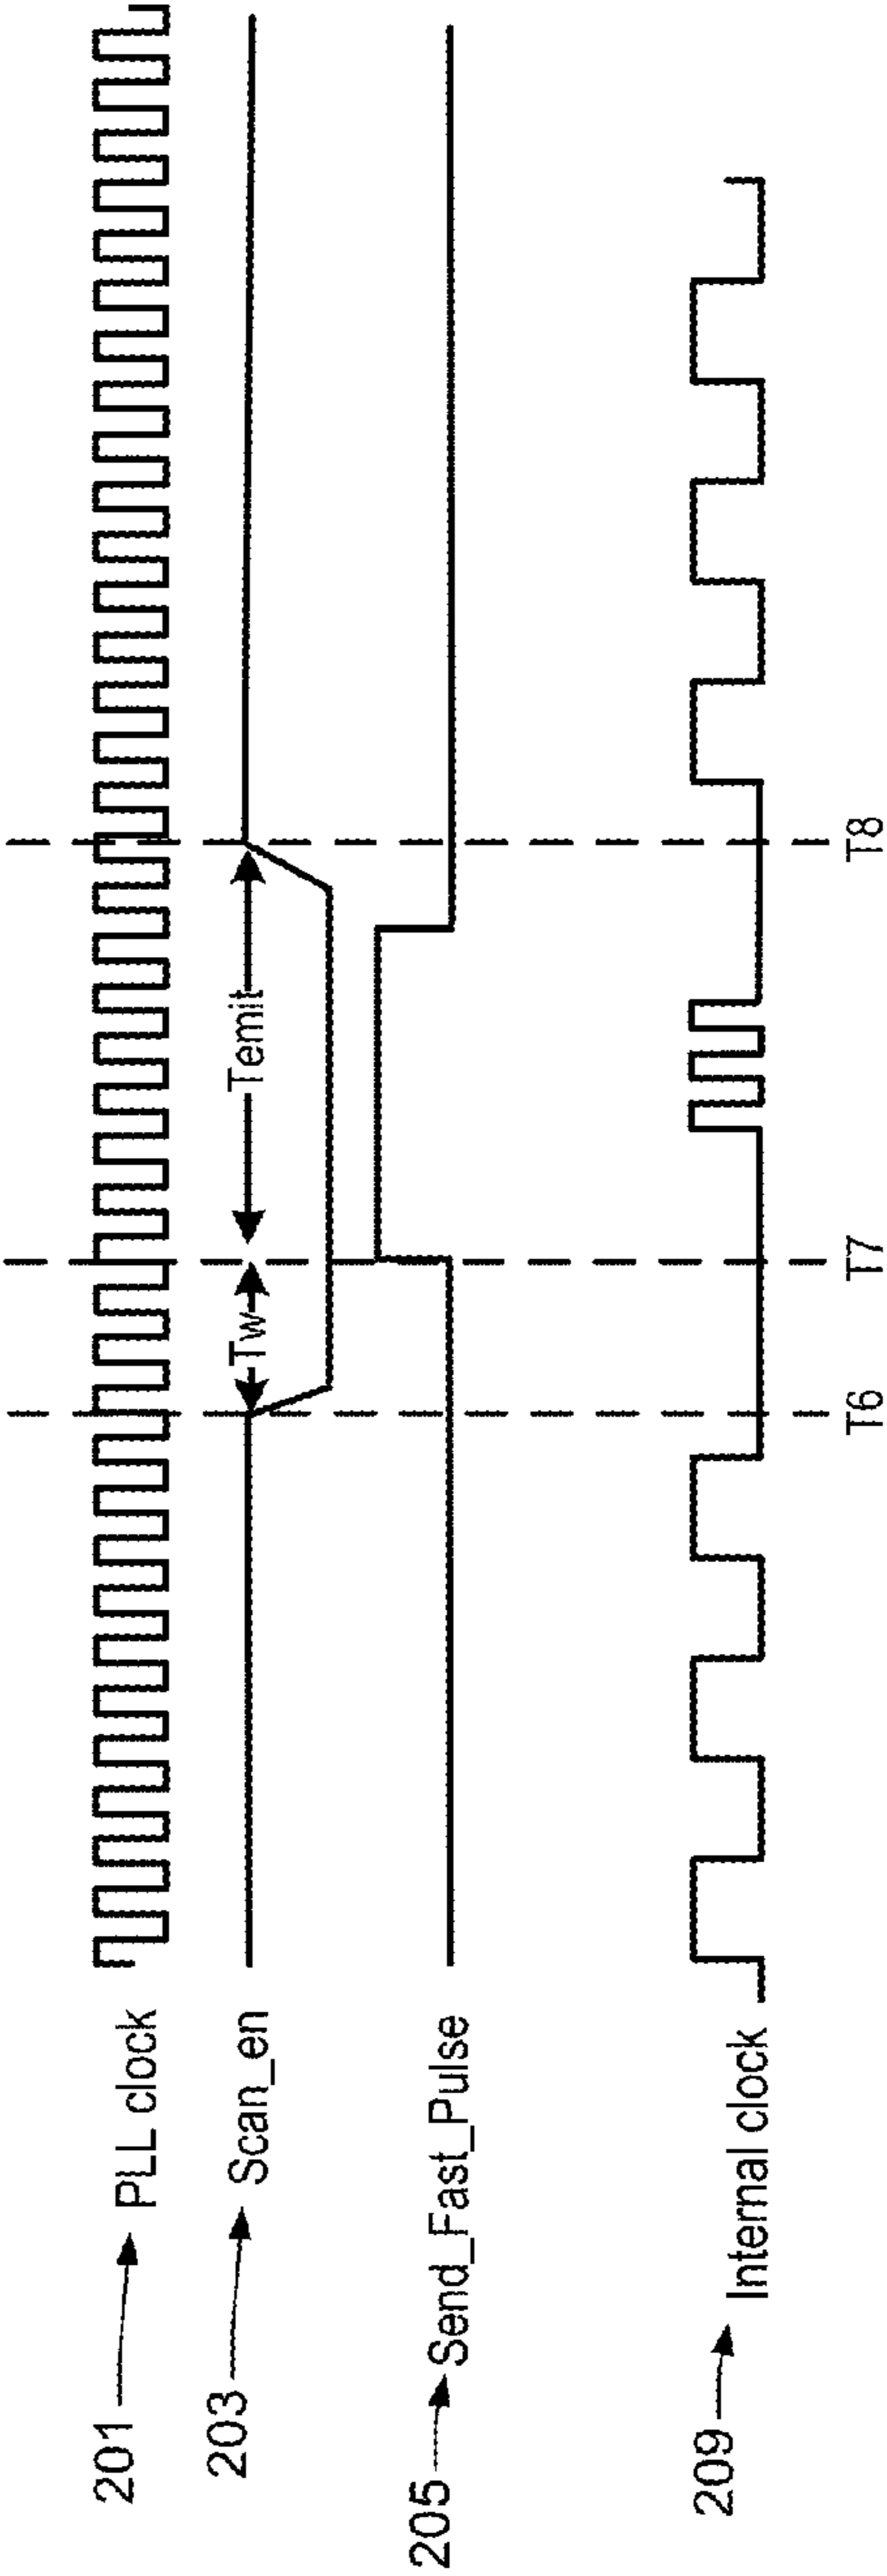 201 PLL clock
203 Scan_en
Tw Temit
205 Send_Fast_Pulse
209 Internal clock
T6 T7 T8